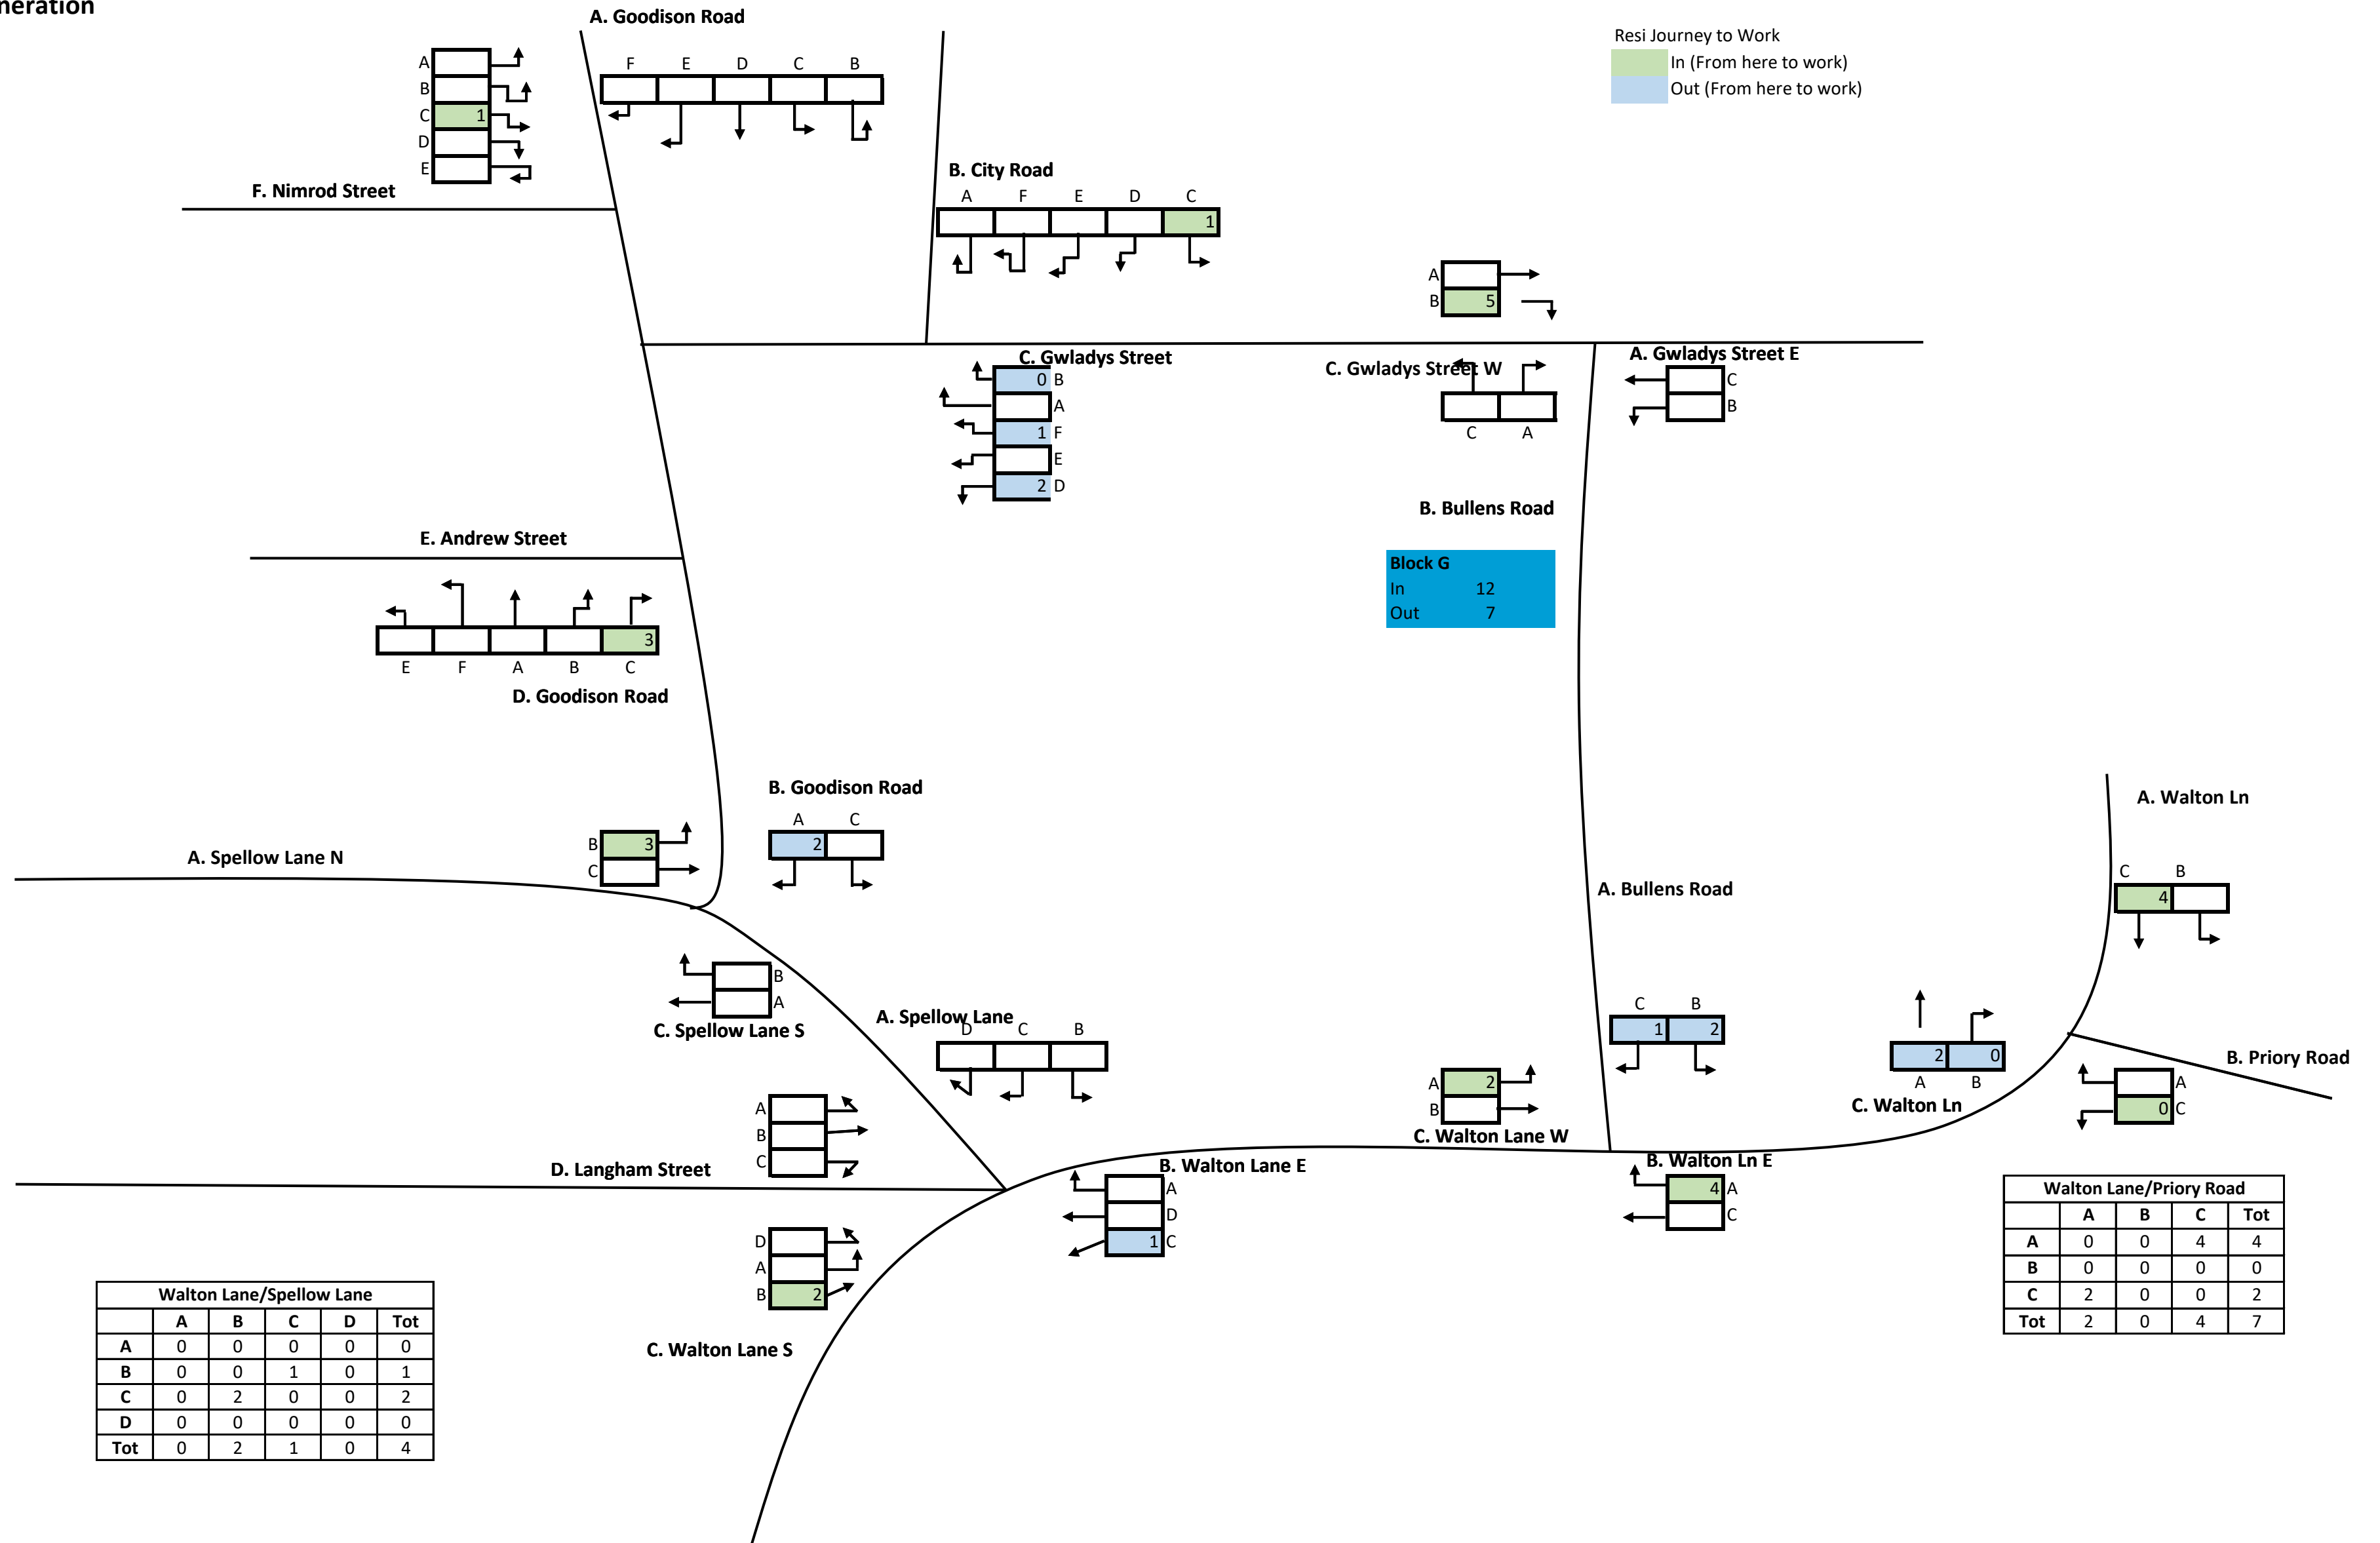 neration
A. Goodison Road
Resi Journey to Work
In (From here to work)
Out (From here to work)
F E D C B
A
B
C 1
D
E
F. Nimrod Street
B. City Road
A F E D C
1
A
B 5
C. Gwladys Street
0 B
A
1 F
E
2 D
C. Gwladys Street W
C A
A. Gwladys Street E
C
B
B. Bullens Road
Block G
In 12
Out 7
E. Andrew Street
3
E F A B C
D. Goodison Road
B. Goodison Road
A C
2
A. Spellow Lane N
B 3
C
A. Walton Ln
C B
4
A. Bullens Road
C B
1 2
B
A
C. Spellow Lane S
A. Spellow Lane
D C B
2 0
A B
C. Walton Ln
B. Priory Road
A
0 C
A 2
B
C. Walton Lane W
A
B
C
D. Langham Street
B. Walton Lane E
A
D
1 C
B. Walton Ln E
4 A
C
D
A
B 2
C. Walton Lane S
Walton Lane/Priory Road
A B C Tot
A 0 0 4 4
B 0 0 0 0
C 2 0 0 2
Tot 2 0 4 7
Walton Lane/Spellow Lane
A B C D Tot
A 0 0 0 0 0
B 0 0 1 0 1
C 0 2 0 0 2
D 0 0 0 0 0
Tot 0 2 1 0 4